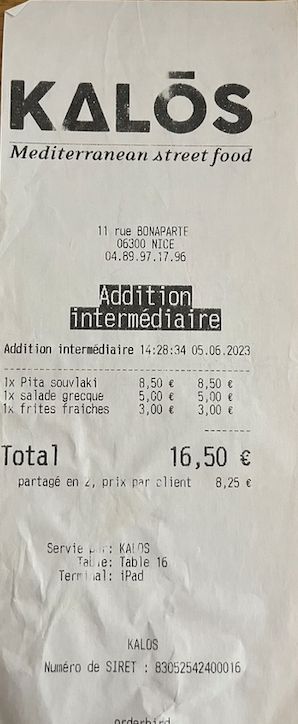 KALŌS
Mediterranean street food
11 rue BONAPARTE
06300 NICE
04.89.97.17.96
Addition
intermédiaire
Addition intermédiaire 14:28:34 05.06.2023
1x Pita souvlaki 8,50 € 8,50 €
1x salade grecque 5,00 € 5,00 €
1x frites fraiches 3,00 € 3,00 €
Total 16,50 €
partagé en 2, prix par client 8,25 €
Servie par: KALOS
Table: Table 16
Terminal: iPad
KALOS
Numéro de SIRET : 83052542400016
orderbird